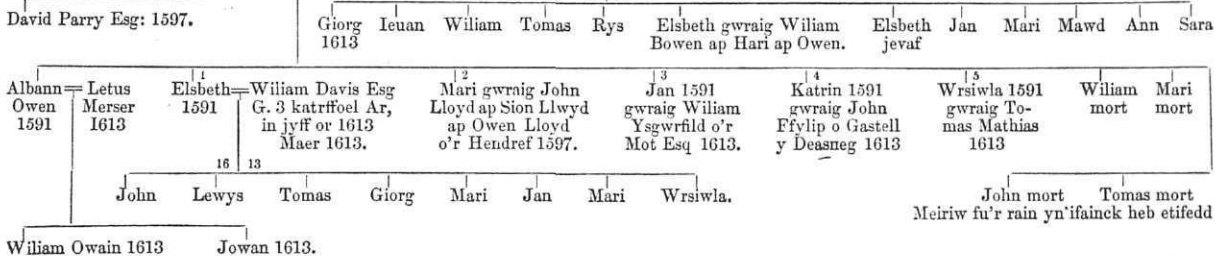 David Parry Esg: 1597.
Giorg Ieuan Wiliam Tomas Rys Elsbeth gwraig Wiliam Elsbeth Jan Mari Mawd Ann Sara
1613 Bowen ap Hari ap Owen. jevaf
1 2 3 4 5
Albann = Letus Elsbeth = Wiliam Davis Esg Mari gwraig John Jan 1591 Katrin 1591 Wrsiwla 1591 Wiliam Mari
Owen Merser 1591 G. 3 katrffoel Ar, Lloyd ap Sion Llwyd gwraig Wiliam gwraig John gwraig To- mort mort
1591 1613 in jyff or 1613 ap Owen Lloyd Ysgwrfild o'r Ffylip o Gastell mas Mathias
Maer 1613. o'r Hendref 1597. Mot Esq 1613. y Deasneg 1613 1613
16 13
John Lewys Tomas Giorg Mari Jan Mari Wrsiwla. John mort Tomas mort
Meiriw fu'r rain yn'ifainck heb etifedd
Wiliam Owain 1613 Jowan 1613.